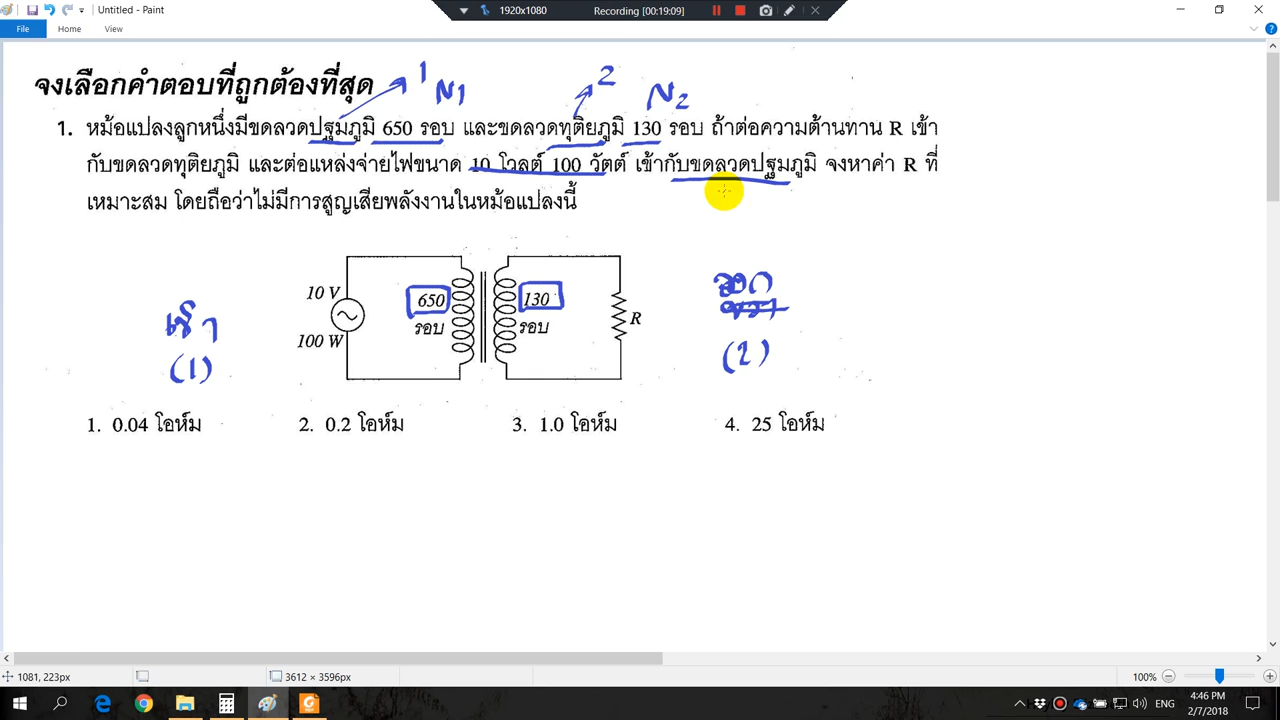 Untitled - Paint
1920x1080
Recording [00:19:09]
File
Home
View
จงเลือกคำตอบที่ถูกต้องที่สุด
1 N1
2
N2
1. หม้อแปลงลูกหนึ่งมีขดลวดปฐมภูมิ 650 รอบ และขดลวดทุติยภูมิ 130 รอบ ถ้าต่อความต้านทาน R เข้า
กับขดลวดทุติยภูมิ และต่อแหล่งจ่ายไฟขนาด 10 โวลต์ 100 วัตต์ เข้ากับขดลวดปฐมภูมิ จงหาค่า R ที่
เหมาะสม โดยถือว่าไม่มีการสูญเสียพลังงานในหม้อแปลงนี้
10 V
100 W
650
รอบ
130
รอบ
R
เข้า
(1)
ออก
(2)
1. 0.04 โอห์ม
2. 0.2 โอห์ม
3. 1.0 โอห์ม
4. 25 โอห์ม
1081, 223px
3612 × 3596px
100%
ENG
4:46 PM
2/7/2018